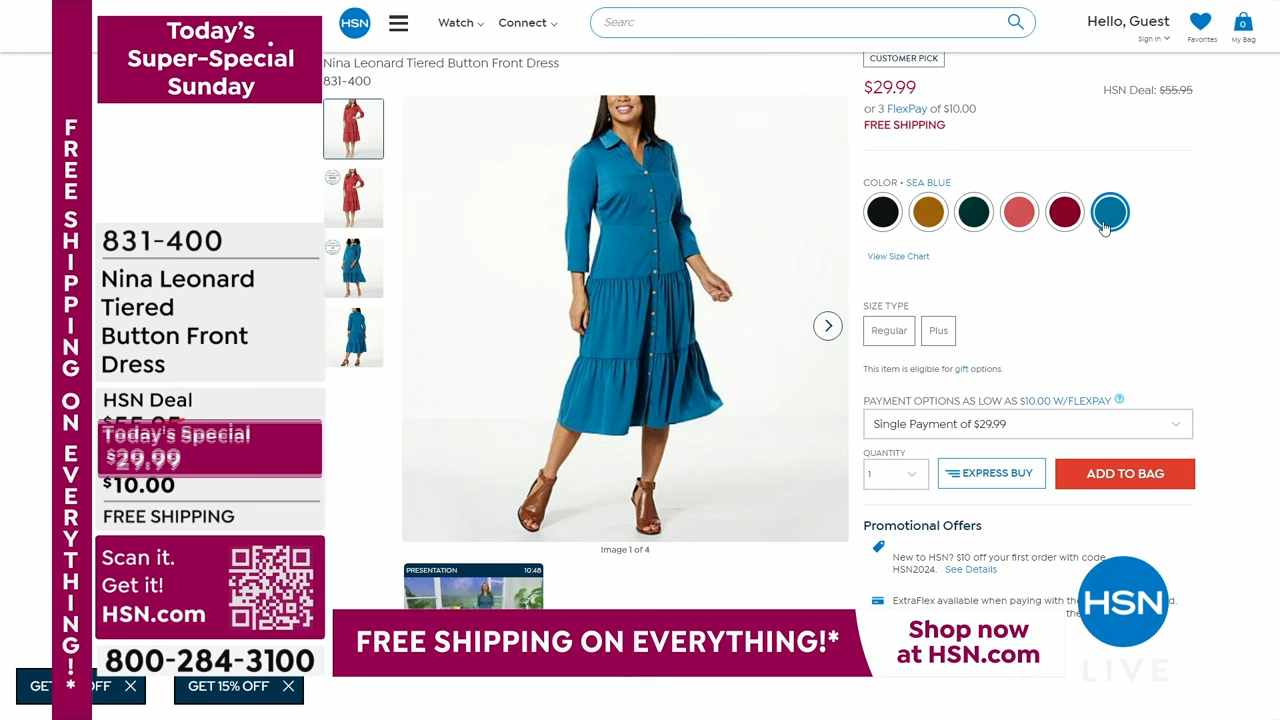 FREE SHIPPING ON EVERYTHING!*
Today's
Super-Special
Sunday
831-400
Nina Leonard
Tiered
Button Front
Dress
HSN Deal
Today's Special
$29.99
$10.00
FREE SHIPPING
Scan it.
Get it!
HSN.com
800-284-3100
GET
OFF
GET 15% OFF
HSN
Watch
Connect
Searc
Hello, Guest
Sign in
Favorites
0
My Bag
Nina Leonard Tiered Button Front Dress
831-400
Image 1 of 4
PRESENTATION 10:48
CUSTOMER PICK
$29.99
HSN Deal: $55.95
or 3 FlexPay of $10.00
FREE SHIPPING
COLOR • SEA BLUE
View Size Chart
SIZE TYPE
Regular
Plus
This item is eligible for gift options.
PAYMENT OPTIONS AS LOW AS $10.00 W/FLEXPAY
Single Payment of $29.99
QUANTITY
1
EXPRESS BUY
ADD TO BAG
Promotional Offers
New to HSN? $10 off your first order with code
HSN2024. See Details
ExtraFlex available when paying with
FREE SHIPPING ON EVERYTHING!*
Shop now
at HSN.com
HSN
LIVE